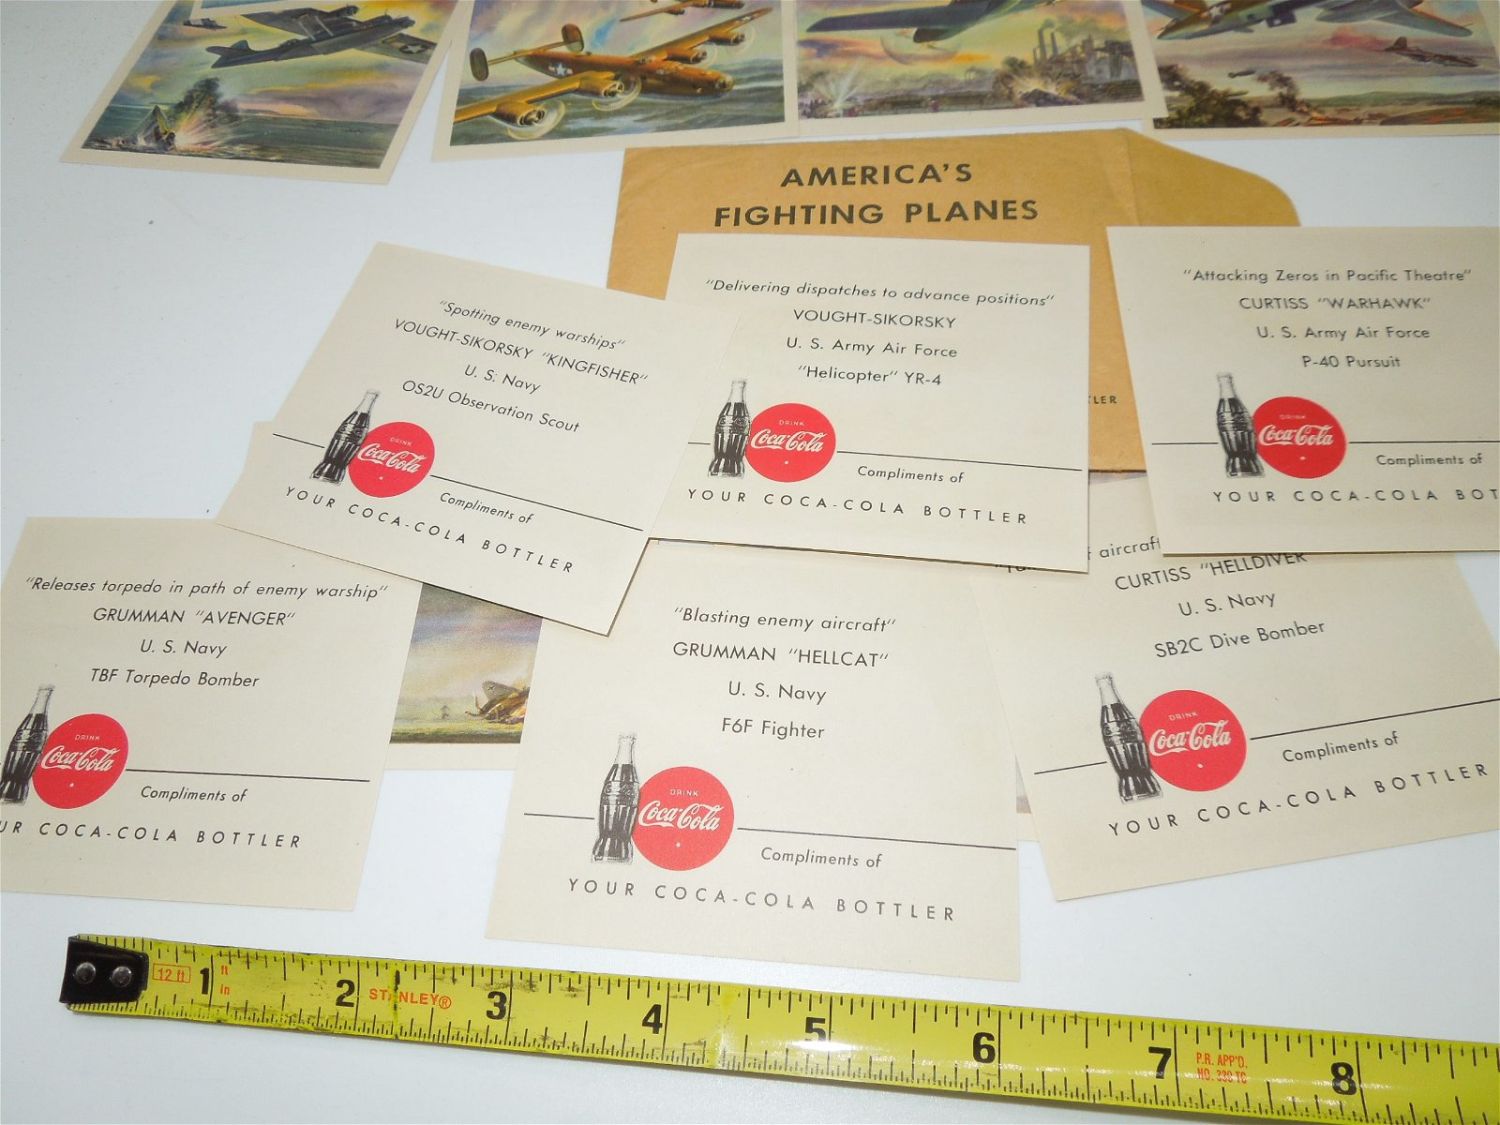 AMERICA'S
FIGHTING PLANES
LER
"Spotting enemy warships"
VOUGHT-SIKORSKY "KINGFISHER"
U. S. Navy
OS2U Observation Scout
DRINK
Coca-Cola
Compliments of
YOUR COCA-COLA BOTTLER
"Delivering dispatches to advance positions"
VOUGHT-SIKORSKY
U. S. Army Air Force
"Helicopter" YR-4
DRINK
Coca-Cola
Compliments of
YOUR COCA-COLA BOTTLER
"Attacking Zeros in Pacific Theatre"
CURTISS "WARHAWK"
U. S. Army Air Force
P-40 Pursuit
DRINK
Coca-Cola
Compliments of
YOUR COCA-COLA BOT
"Releases torpedo in path of enemy warship"
GRUMMAN "AVENGER"
U. S. Navy
TBF Torpedo Bomber
DRINK
Coca-Cola
Compliments of
UR COCA-COLA BOTTLER
"Blasting enemy aircraft"
GRUMMAN "HELLCAT"
U. S. Navy
F6F Fighter
DRINK
Coca-Cola
Compliments of
YOUR COCA-COLA BOTTLER
aircraft
CURTISS "HELLDIVER
U. S. Navy
SB2C Dive Bomber
DRINK
Coca-Cola
Compliments of
YOUR COCA-COLA BOTTLER
12 ft 1 ft in 2 STANLEY® 3 4 5 6 7 P.R. APP'D. 8